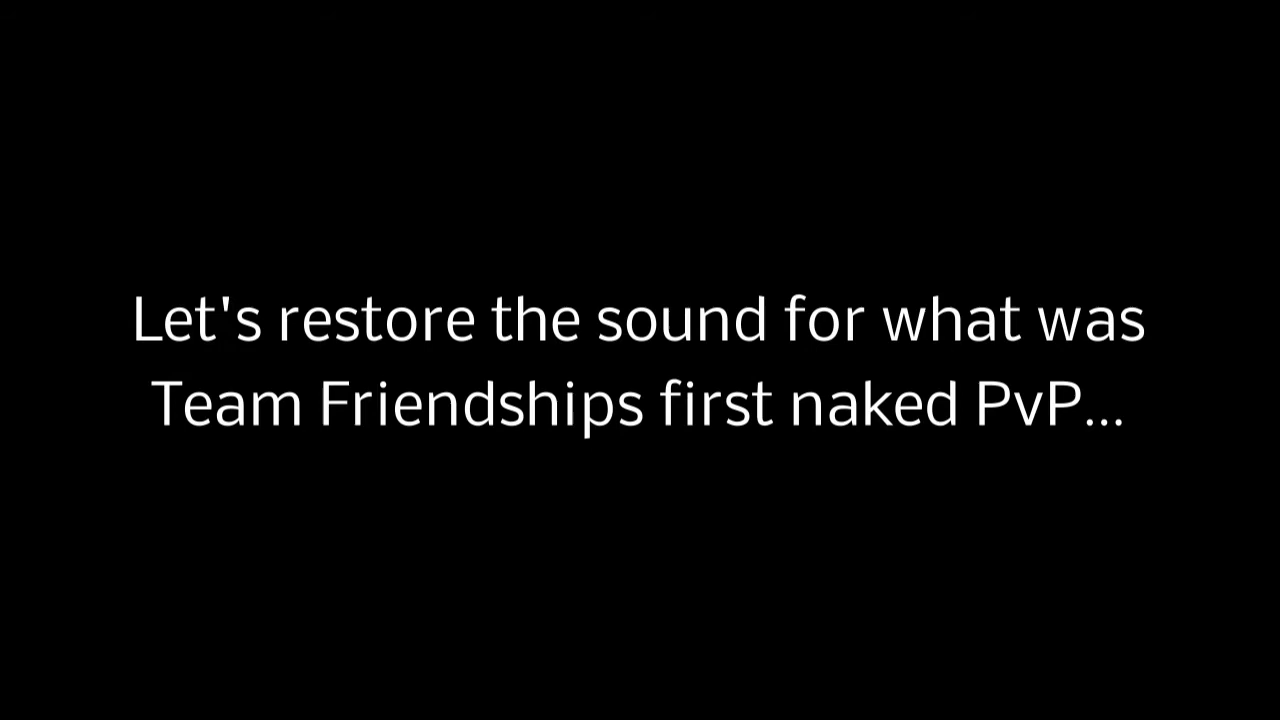 Let's restore the sound for what was
Team Friendships first naked PvP...